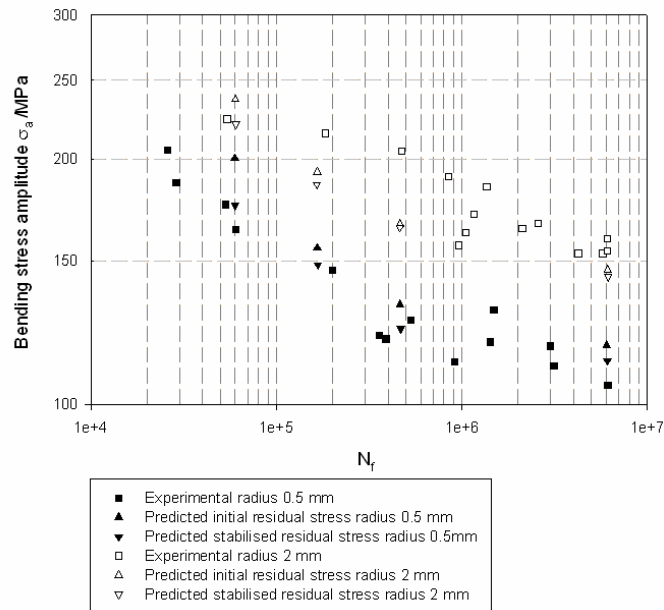 300
250
200
150
100
Bending stress amplitude σa /MPa
1e+4 1e+5 1e+6 1e+7
Nf
Experimental radius 0.5 mm
Predicted initial residual stress radius 0.5 mm
Predicted stabilised residual stress radius 0.5mm
Experimental radius 2 mm
Predicted initial residual stress radius 2 mm
Predicted stabilised residual stress radius 2 mm